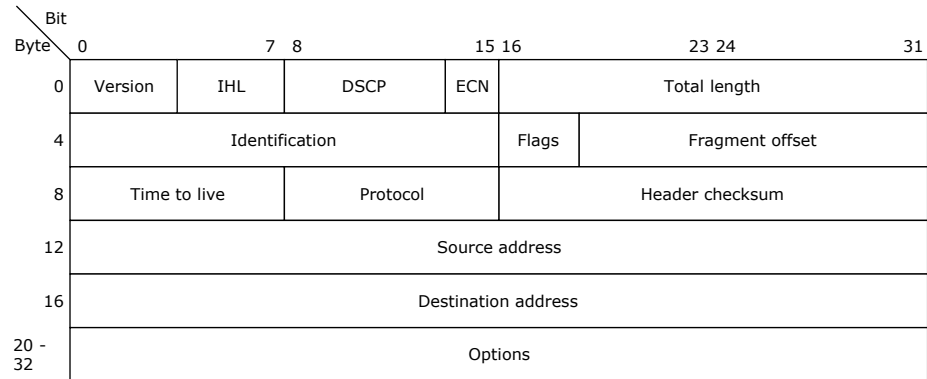 Bit
Byte 0 7 8 15 16 23 24 31
0 Version IHL DSCP ECN Total length
4 Identification Flags Fragment offset
8 Time to live Protocol Header checksum
12 Source address
16 Destination address
20 -
32 Options